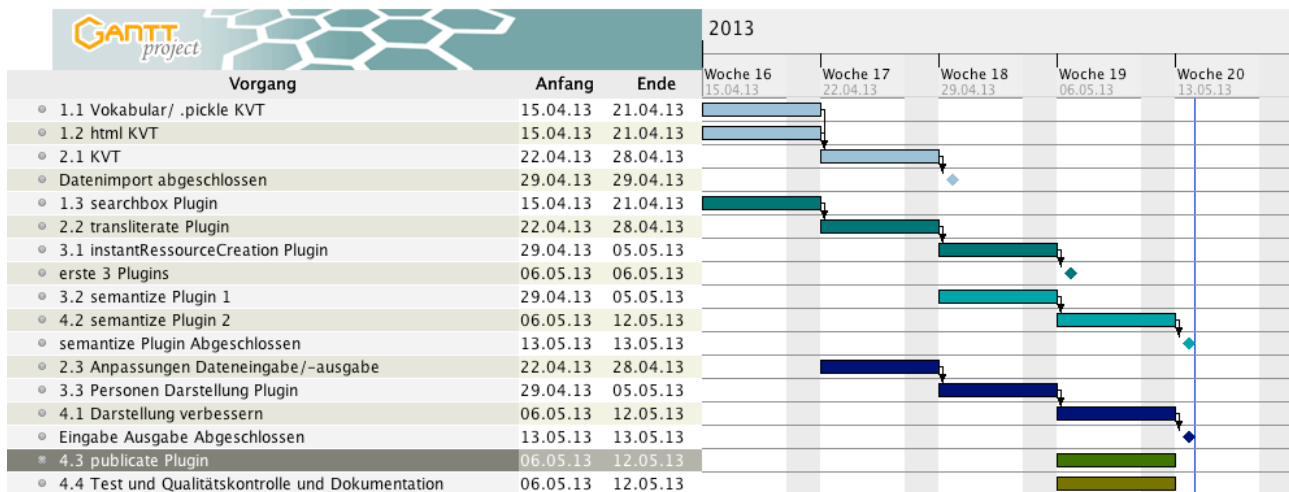 GANTT
project
2013
Woche 16 Woche 17 Woche 18 Woche 19 Woche 20
Vorgang Anfang Ende 15.04.13 22.04.13 29.04.13 06.05.13 13.05.13
1.1 Vokabular/ .pickle KVT 15.04.13 21.04.13
1.2 html KVT 15.04.13 21.04.13
2.1 KVT 22.04.13 28.04.13
Datenimport abgeschlossen 29.04.13 29.04.13
1.3 searchbox Plugin 15.04.13 21.04.13
2.2 transliterate Plugin 22.04.13 28.04.13
3.1 instantRessourceCreation Plugin 29.04.13 05.05.13
erste 3 Plugins 06.05.13 06.05.13
3.2 semantize Plugin 1 29.04.13 05.05.13
4.2 semantize Plugin 2 06.05.13 12.05.13
semantize Plugin Abgeschlossen 13.05.13 13.05.13
2.3 Anpassungen Dateneingabe/-ausgabe 22.04.13 28.04.13
3.3 Personen Darstellung Plugin 29.04.13 05.05.13
4.1 Darstellung verbessern 06.05.13 12.05.13
Eingabe Ausgabe Abgeschlossen 13.05.13 13.05.13
4.3 publicate Plugin 06.05.13 12.05.13
4.4 Test und Qualitätskontrolle und Dokumentation 06.05.13 12.05.13